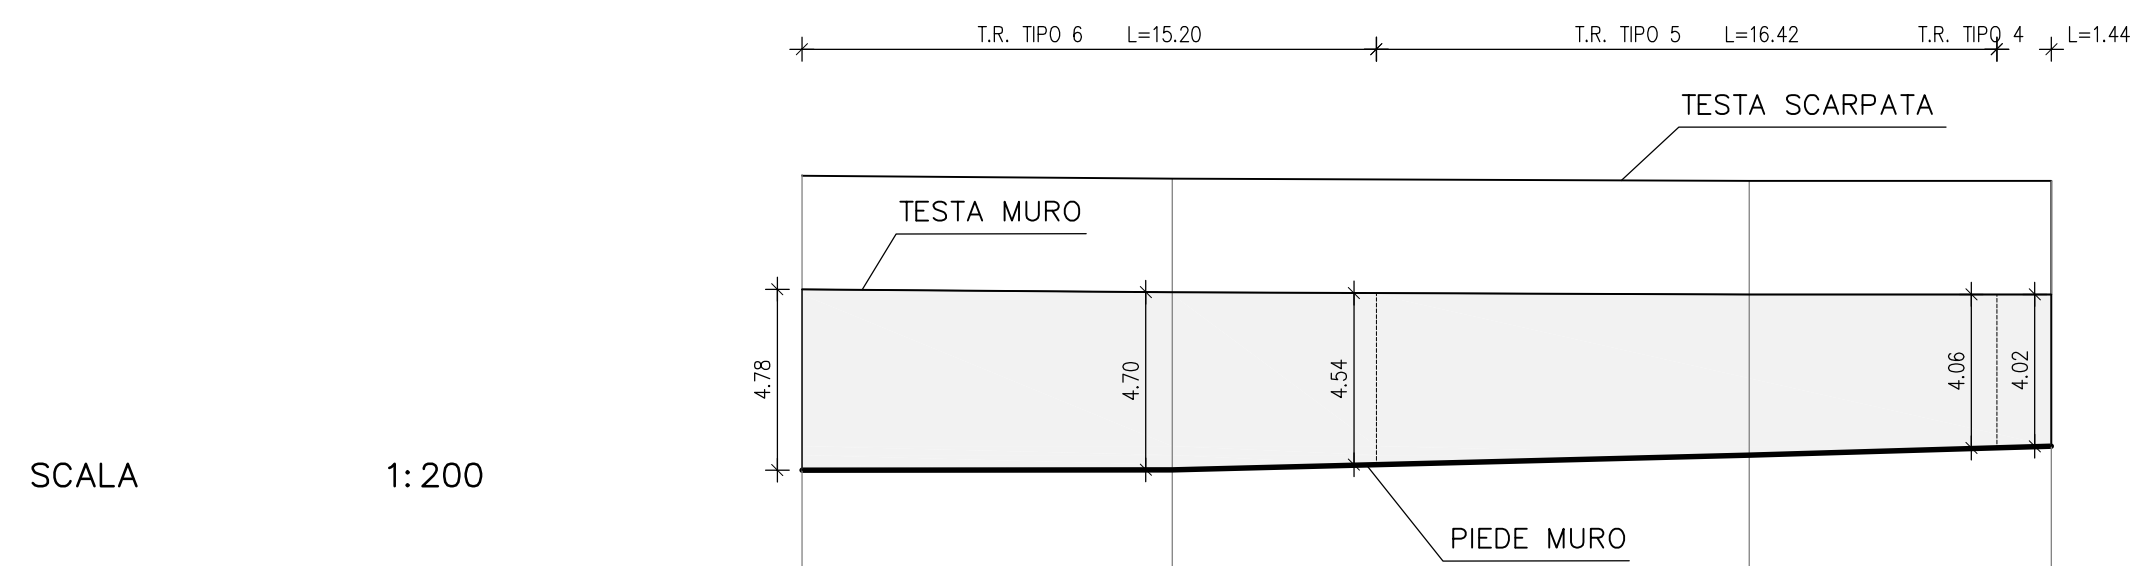 T.R. TIPO 6 L=15.20
T.R. TIPO 5 L=16.42
T.R. TIPO 4 L=1.44
TESTA SCARPATA
TESTA MURO
4.78
4.70
4.54
4.06
4.02
SCALA 1:200
PIEDE MURO